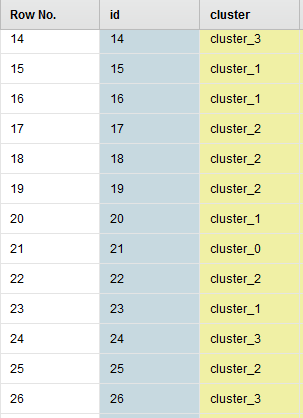 Row No. id cluster
14 14 cluster_3
15 15 cluster_1
16 16 cluster_1
17 17 cluster_2
18 18 cluster_2
19 19 cluster_2
20 20 cluster_1
21 21 cluster_0
22 22 cluster_2
23 23 cluster_1
24 24 cluster_3
25 25 cluster_2
26 26 cluster_3